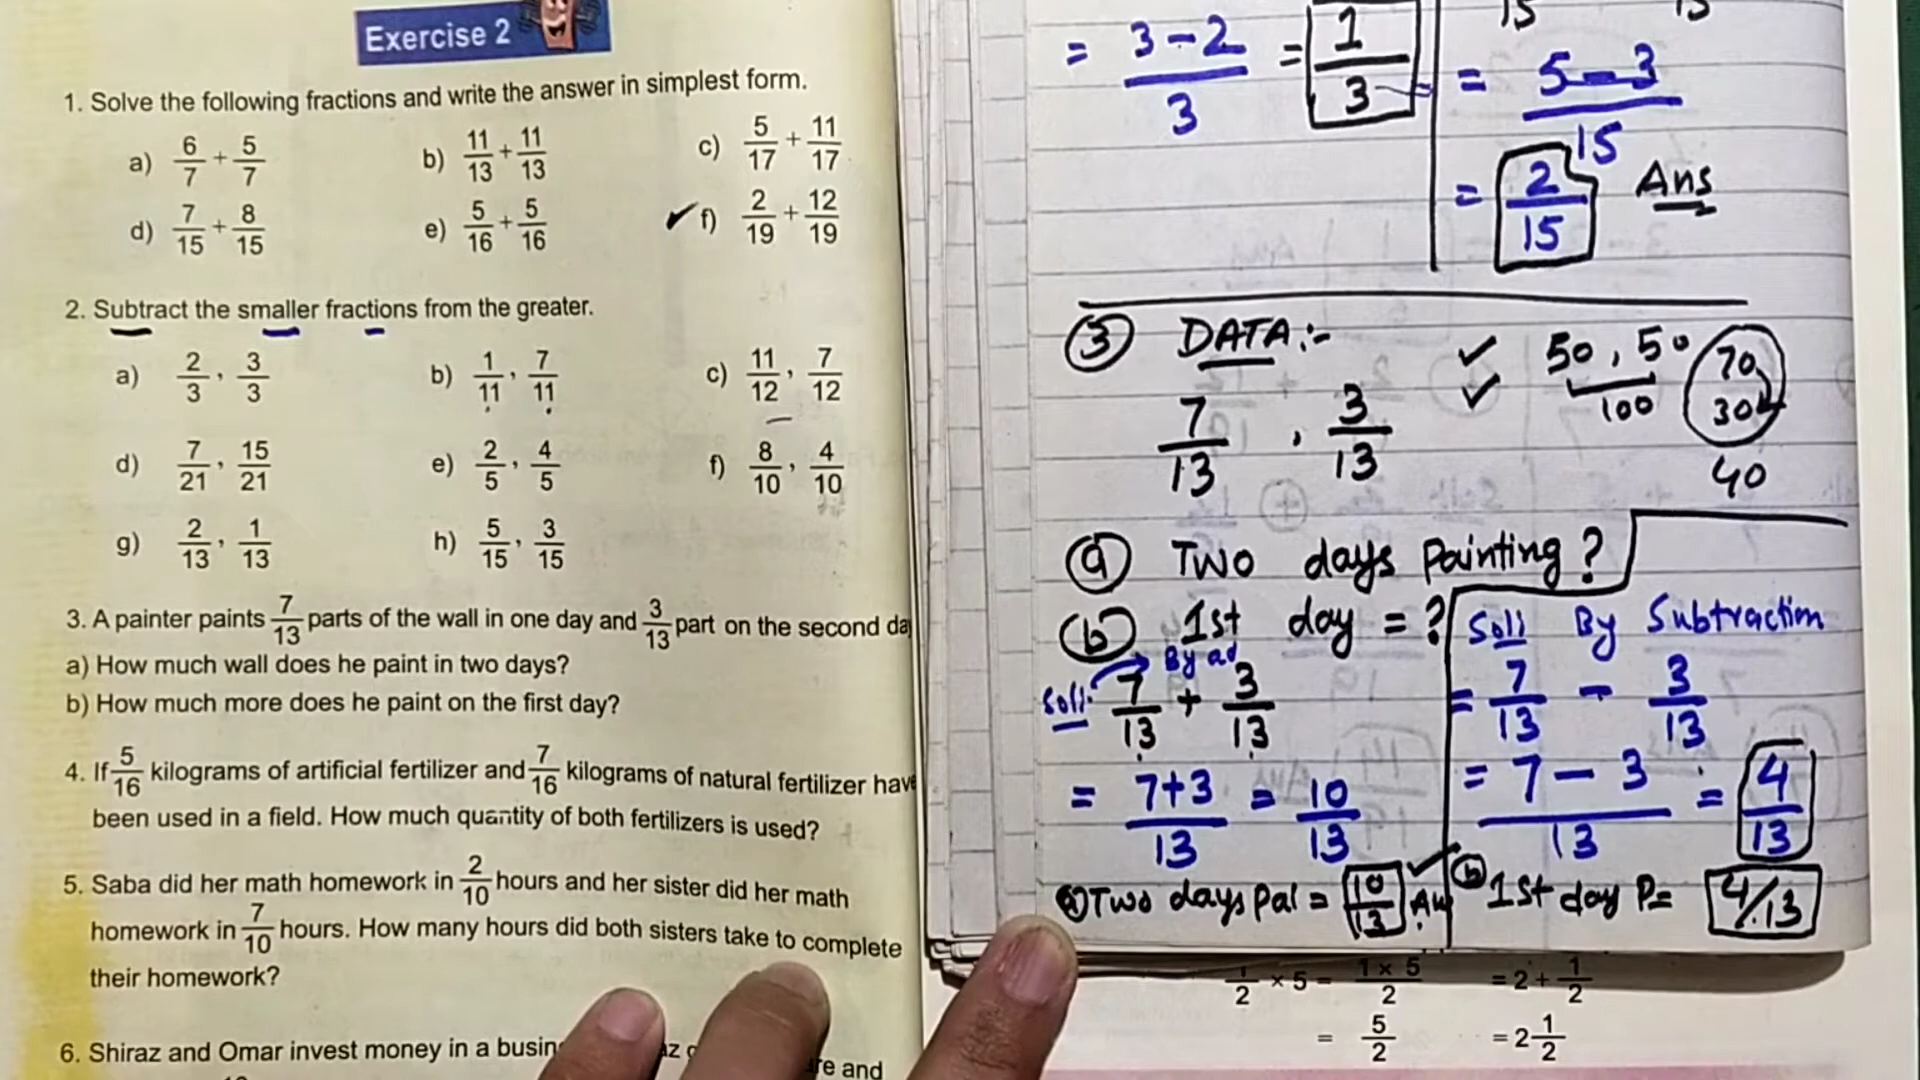 Exercise 2
1. Solve the following fractions and write the answer in simplest form.
a) 6/7 + 5/7 b) 11/13 + 11/13 c) 5/17 + 11/17
d) 7/15 + 8/15 e) 5/16 + 5/16 f) 2/19 + 12/19
2. Subtract the smaller fractions from the greater.
a) 2/3 , 3/3 b) 1/11 , 7/11 c) 11/12 , 7/12
d) 7/21 , 15/21 e) 2/5 , 4/5 f) 8/10 , 4/10
g) 2/13 , 1/13 h) 5/15 , 3/15
3. A painter paints 7/13 parts of the wall in one day and 3/13 part on the second da
a) How much wall does he paint in two days?
b) How much more does he paint on the first day?
4. If 5/16 kilograms of artificial fertilizer and 7/16 kilograms of natural fertilizer have
been used in a field. How much quantity of both fertilizers is used?
5. Saba did her math homework in 2/10 hours and her sister did her math
homework in 7/10 hours. How many hours did both sisters take to complete
their homework?
6. Shiraz and Omar invest money in a busin
re and
15 15
= 3-2/3 = 1/3
= 5-3/15
= 2/15 Ans
3 DATA:-
7/13 , 3/13
✓ 50, 50
✓ 100
70
30
40
a Two days Painting?
b 1st day = ?
By ad
Sol: 7/13 + 3/13
= 7+3/13 = 10/13
a Two days Pai = 10/13 Ans
Sol: By Subtraction
= 7/13 - 3/13
= 7-3/13 = 4/13
b 1st day P= 4/13
1/2 × 5 = 1 × 5/2 = 2 + 1/2
= 5/2 = 2 1/2